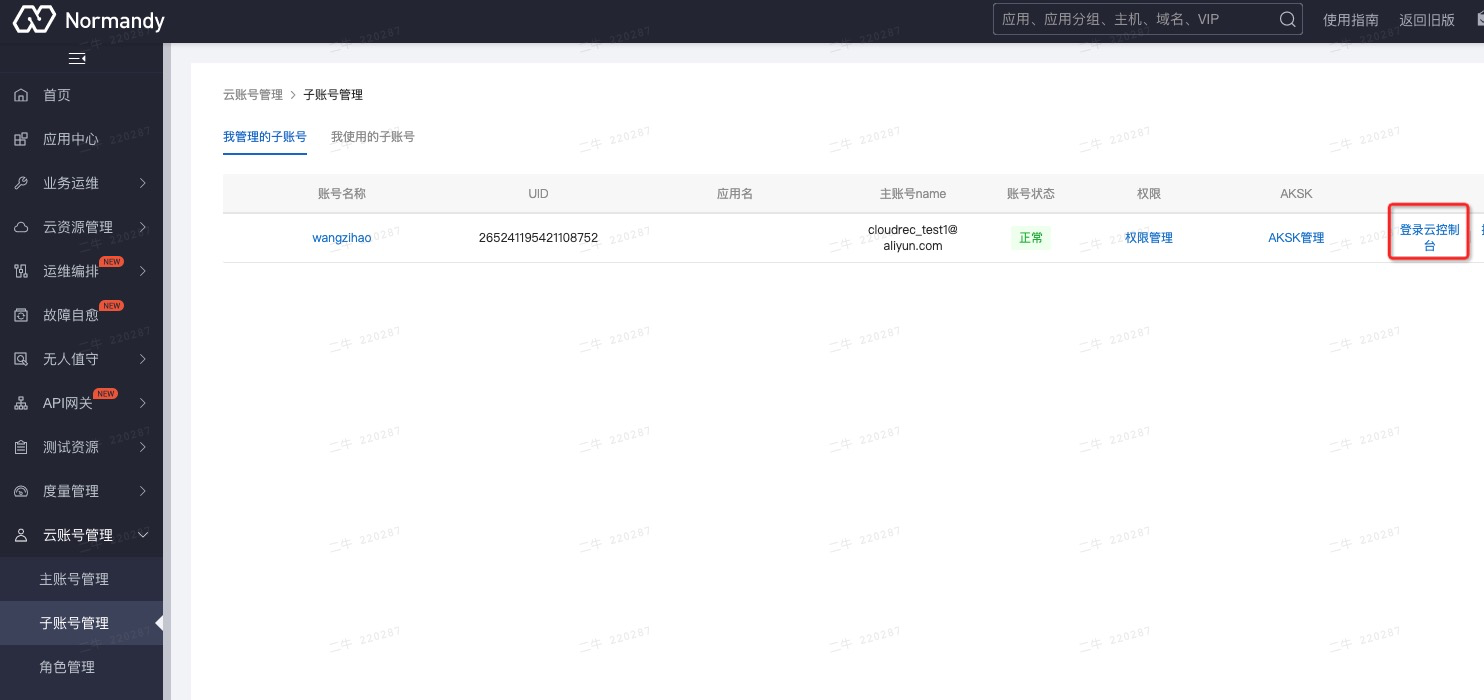 Normandy
应用、应用分组、主机、域名、VIP
使用指南
返回旧版
首页
应用中心
业务运维
云资源管理
运维编排
NEW
故障自愈
NEW
无人值守
API网关
NEW
测试资源
度量管理
云账号管理
主账号管理
子账号管理
角色管理
云账号管理 > 子账号管理
我管理的子账号
我使用的子账号
账号名称
UID
应用名
主账号name
账号状态
权限
AKSK
wangzihao
265241195421108752
cloudrec_test1@
aliyun.com
正常
权限管理
AKSK管理
登录云控制
台
二牛 220287